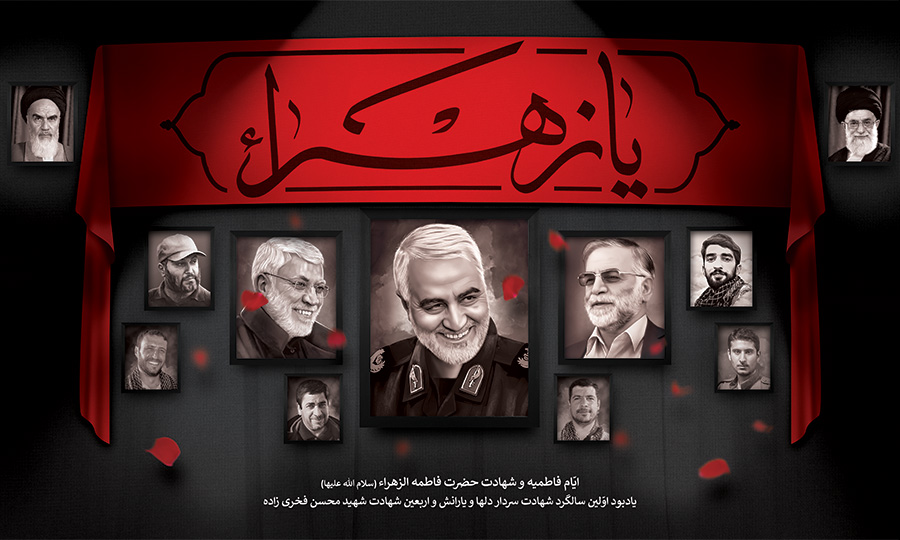 یا زهراء
ایّام فاطمیه و شهادت حضرت فاطمه الزهراء (سلام الله علیها)
یادبود اوّلین سالگرد شهادت سردار دلها و یارانش و اربعین شهادت شهید محسن فخری زاده